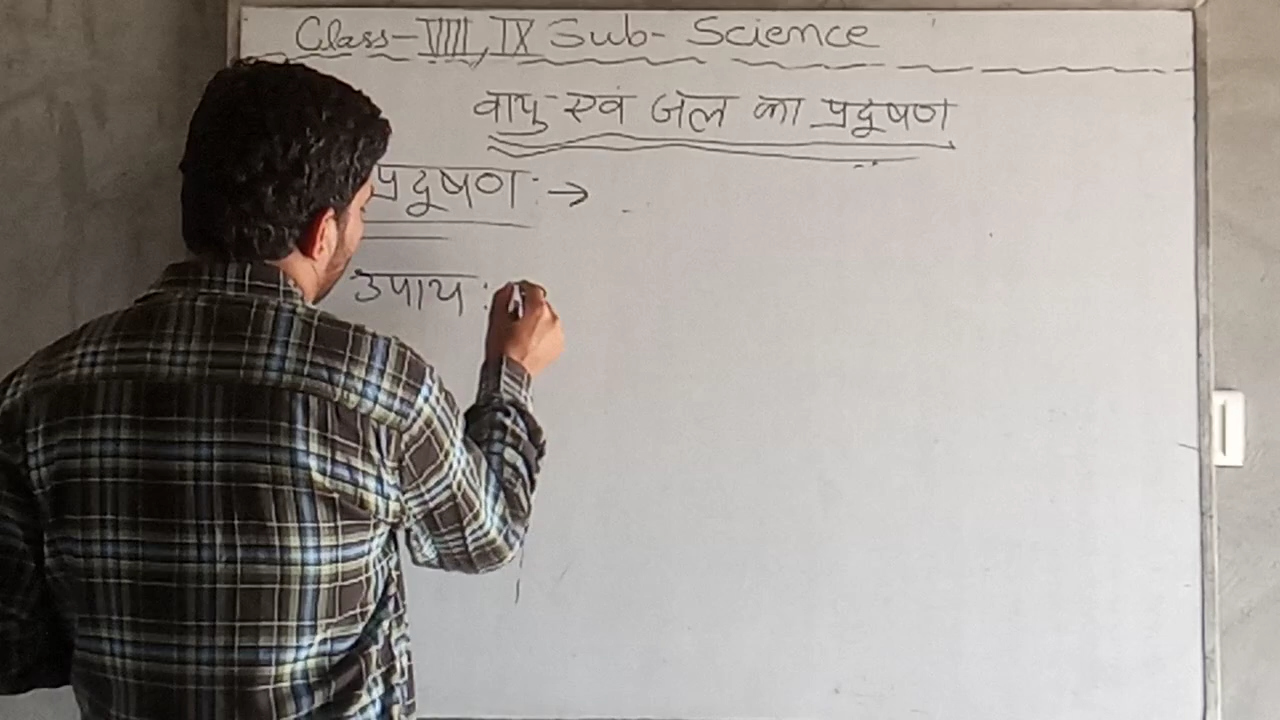 Class-VIII, IX Sub- Science
वायु एवं जल का प्रदूषण
प्रदूषण :→
उपाय :